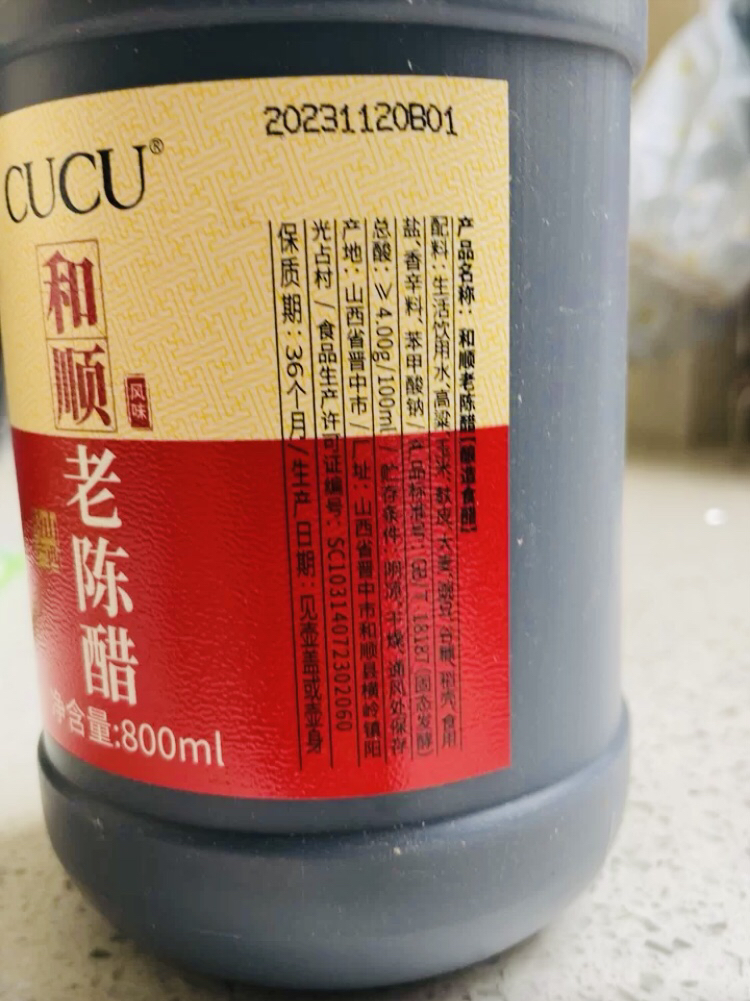 20231120B01
CUCU®
和顺
风味
老陈醋
净含量:800ml
产品名称：和顺老陈醋【酿造食醋】
配料：生活饮用水、高粱、玉米、麸皮、大麦、豌豆、谷糠、稻壳、食用
盐、香辛料、苯甲酸钠/产品标准号：GB/T 18187 (固态发酵)
总酸：≥4.00g/100ml/贮存条件：阴凉、干燥、通风处保存
产地：山西省晋中市/厂址：山西省晋中市和顺县横岭镇阳
光占村/食品生产许可证编号：SC10314072302060
保质期：36个月/生产日期：见壶盖或壶身